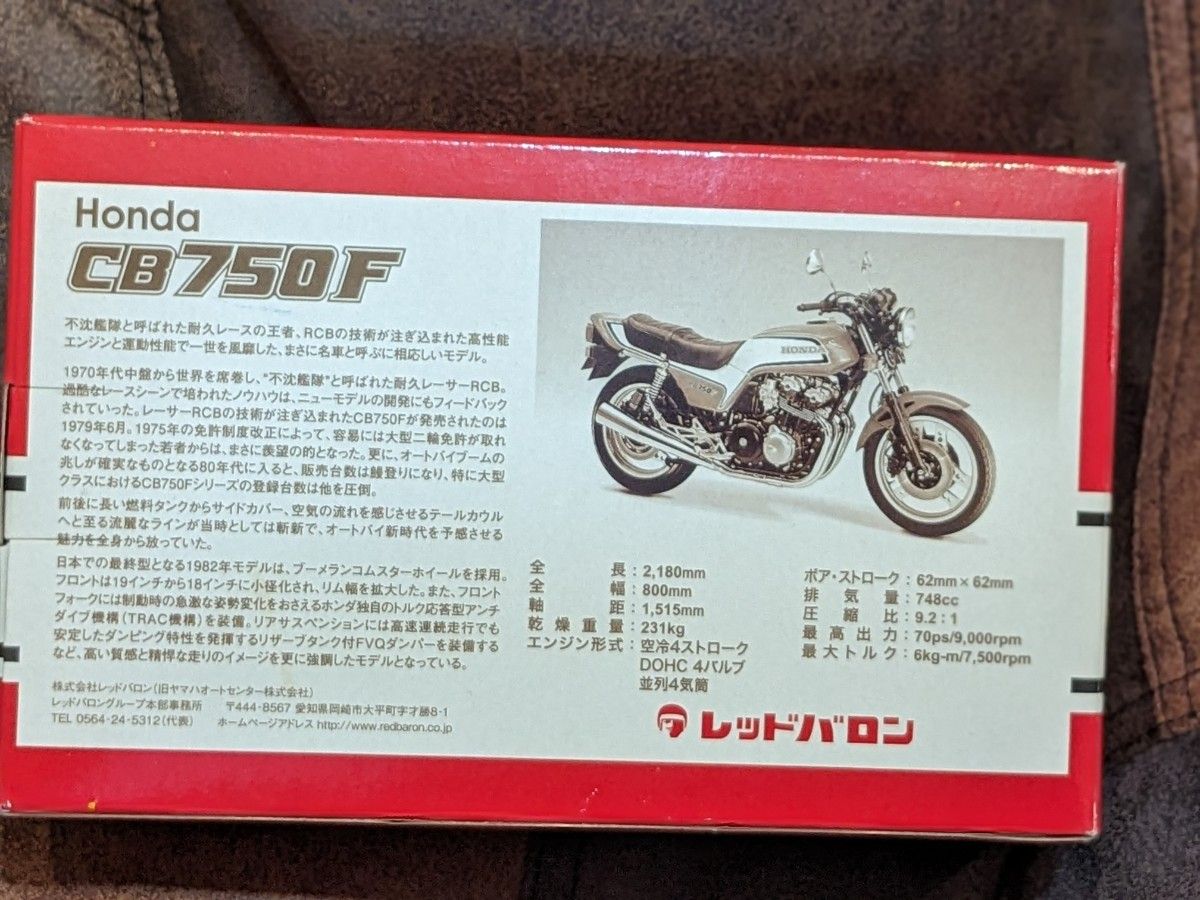 Honda
CB750F
不沈艦隊と呼ばれた耐久レースの王者、RCBの技術が注ぎ込まれた高性能
エンジンと運動性能で一世を風靡した、まさに名車と呼ぶに相応しいモデル。
1970年代中盤から世界を席巻し、“不沈艦隊”と呼ばれた耐久レーサーRCB。
過酷なレースシーンで培われたノウハウは、ニューモデルの開発にもフィードバック
されていった。レーサーRCBの技術が注ぎ込まれたCB750Fが発売されたのは
1979年6月。1975年の免許制度改正によって、容易には大型二輪免許が取れ
なくなってしまった若者からは、まさに羨望の的となった。更に、オートバイブームの
兆しが確実なものとなる80年代に入ると、販売台数は鰻登りになり、特に大型
クラスにおけるCB750Fシリーズの登録台数は他を圧倒。
前後に長い燃料タンクからサイドカバー、空気の流れを感じさせるテールカウル
へと至る流麗なラインが当時としては斬新で、オートバイ新時代を予感させる
魅力を全身から放っていた。
日本での最終型となる1982年モデルは、ブーメランコムスターホイールを採用。
フロントは19インチから18インチに小径化され、リム幅を拡大した。また、フロント
フォークには制動時の急激な姿勢変化をおさえるホンダ独自のトルク応答型アンチ
ダイブ機構（TRAC機構）を装備。リアサスペンションには高速連続走行でも
安定したダンピング特性を発揮するリザーブタンク付FVQダンパーを装備する
など、高い質感と精悍な走りのイメージを更に強調したモデルとなっている。
株式会社レッドバロン（旧ヤマハオートセンター株式会社）
レッドバロングループ本部事務所 〒444-8567 愛知県岡崎市大平町字才勝8-1
TEL 0564-24-5312（代表） ホームページアドレス http://www.redbaron.co.jp
HONDA
全長：2,180mm
全幅：800mm
軸距：1,515mm
乾燥重量：231kg
エンジン形式：空冷4ストローク
DOHC 4バルブ
並列4気筒
ボア・ストローク：62mm×62mm
排気量：748cc
圧縮比：9.2：1
最高出力：70ps/9,000rpm
最大トルク：6kg-m/7,500rpm
レッドバロン